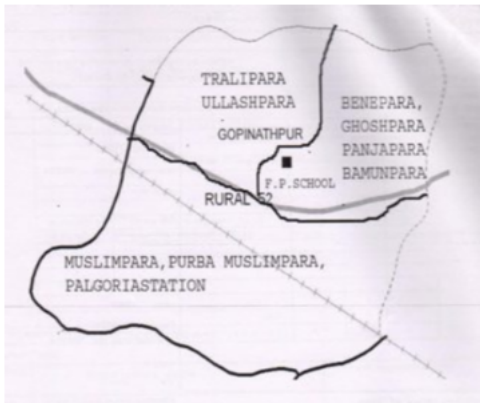 TRALIPARA
ULLASHPARA
BENEPARA,
GHOSHPARA
PANJAPARA
BAMUNPARA
GOPINATHPUR
F.P.SCHOOL
RURAL 52
MUSLIMPARA,PURBA MUSLIMPARA,
PALGORIASTATION